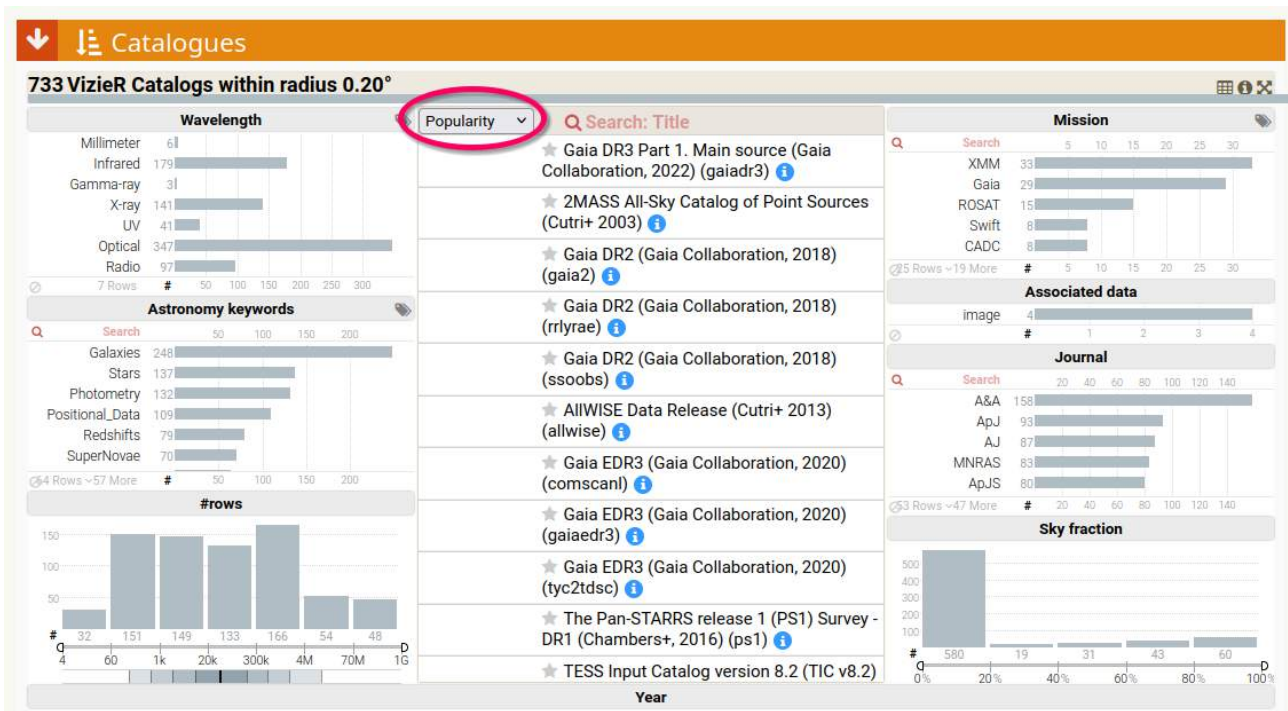 Catalogues
733 VizieR Catalogs within radius 0.20°
Wavelength
Millimeter 6
Infrared 179
Gamma-ray 3
X-ray 141
UV 41
Optical 347
Radio 97
7 Rows # 50 100 150 200 250 300
Astronomy keywords
Search 50 100 150 200
Galaxies 248
Stars 137
Photometry 132
Positional_Data 109
Redshifts 79
SuperNovae 70
64 Rows ~57 More # 50 100 150 200
#rows
150
100
50
# 32 151 149 133 166 54 48
4 60 1k 20k 300k 4M 70M 1G
Popularity
Search: Title
Gaia DR3 Part 1. Main source (Gaia
Collaboration, 2022) (gaiadr3)
2MASS All-Sky Catalog of Point Sources
(Cutri+ 2003)
Gaia DR2 (Gaia Collaboration, 2018)
(gaia2)
Gaia DR2 (Gaia Collaboration, 2018)
(rrlyrae)
Gaia DR2 (Gaia Collaboration, 2018)
(ssoobs)
AllWISE Data Release (Cutri+ 2013)
(allwise)
Gaia EDR3 (Gaia Collaboration, 2020)
(comscanl)
Gaia EDR3 (Gaia Collaboration, 2020)
(gaiaedr3)
Gaia EDR3 (Gaia Collaboration, 2020)
(tyc2tdsc)
The Pan-STARRS release 1 (PS1) Survey -
DR1 (Chambers+, 2016) (ps1)
TESS Input Catalog version 8.2 (TIC v8.2)
Mission
Search 5 10 15 20 25 30
XMM 33
Gaia 29
ROSAT 15
Swift 8
CADC 8
25 Rows ~19 More # 5 10 15 20 25 30
Associated data
image 4
# 1 2 3 4
Journal
Search 20 40 60 80 100 120 140
A&A 158
ApJ 93
AJ 87
MNRAS 83
ApJS 80
53 Rows ~47 More # 20 40 60 80 100 120 140
Sky fraction
500
400
300
200
100
# 580 19 31 43 60
0% 20% 40% 60% 80% 100%
Year